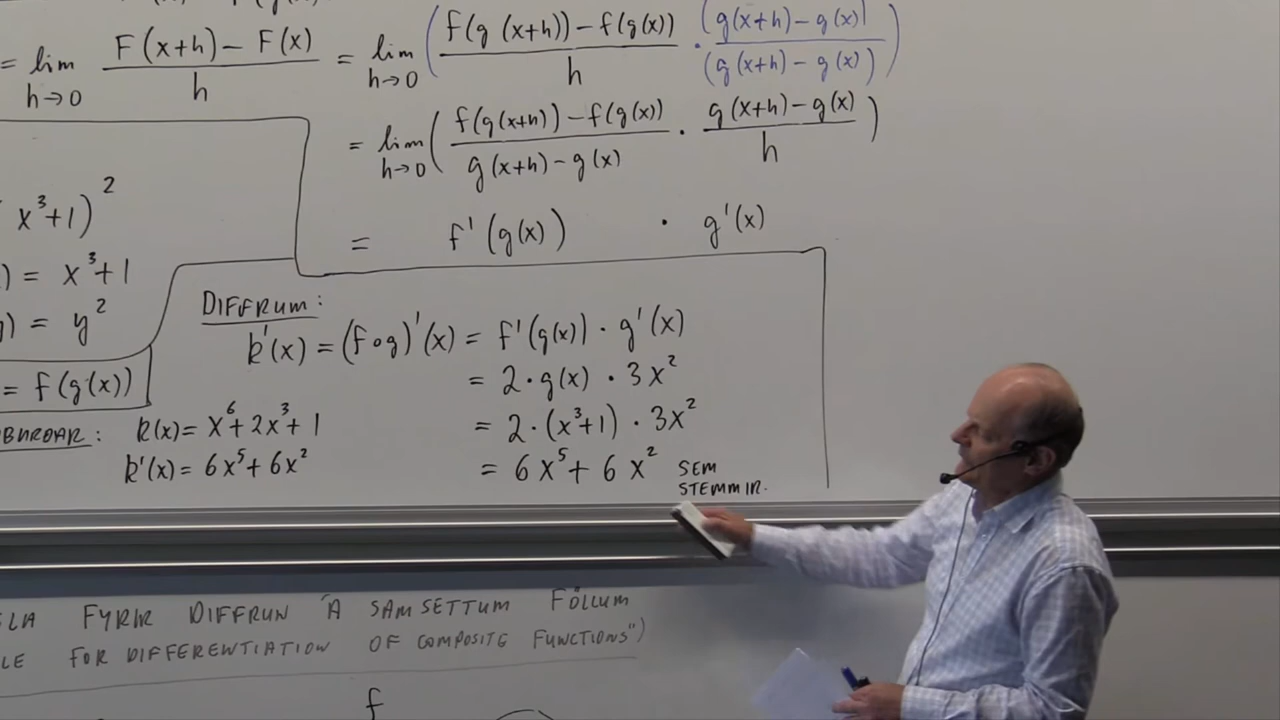 = lim h→0 F(x+h) – F(x) / h = lim h→0 ( f(g(x+h)) – f(g(x)) / h · (g(x+h) – g(x)) / (g(x+h) – g(x)) )
= lim h→0 ( f(g(x+h)) – f(g(x)) / g(x+h) – g(x) · g(x+h) – g(x) / h )
= f'(g(x)) · g'(x)
x³+1)²
) = x³+1
) = y²
= f(g(x))
DIFFRUM:
k'(x) = (f∘g)'(x) = f'(g(x)) · g'(x)
= 2·g(x) · 3x²
= 2·(x³+1) · 3x²
= 6x⁵ + 6x² SEM STEMMIR.
k(x) = x⁶ + 2x³ + 1
k'(x) = 6x⁵ + 6x²
FYRIR DIFFRUN Á SAMSETTUM FÖLLUM
FOR DIFFERENTIATION OF COMPOSITE FUNCTIONS")
f